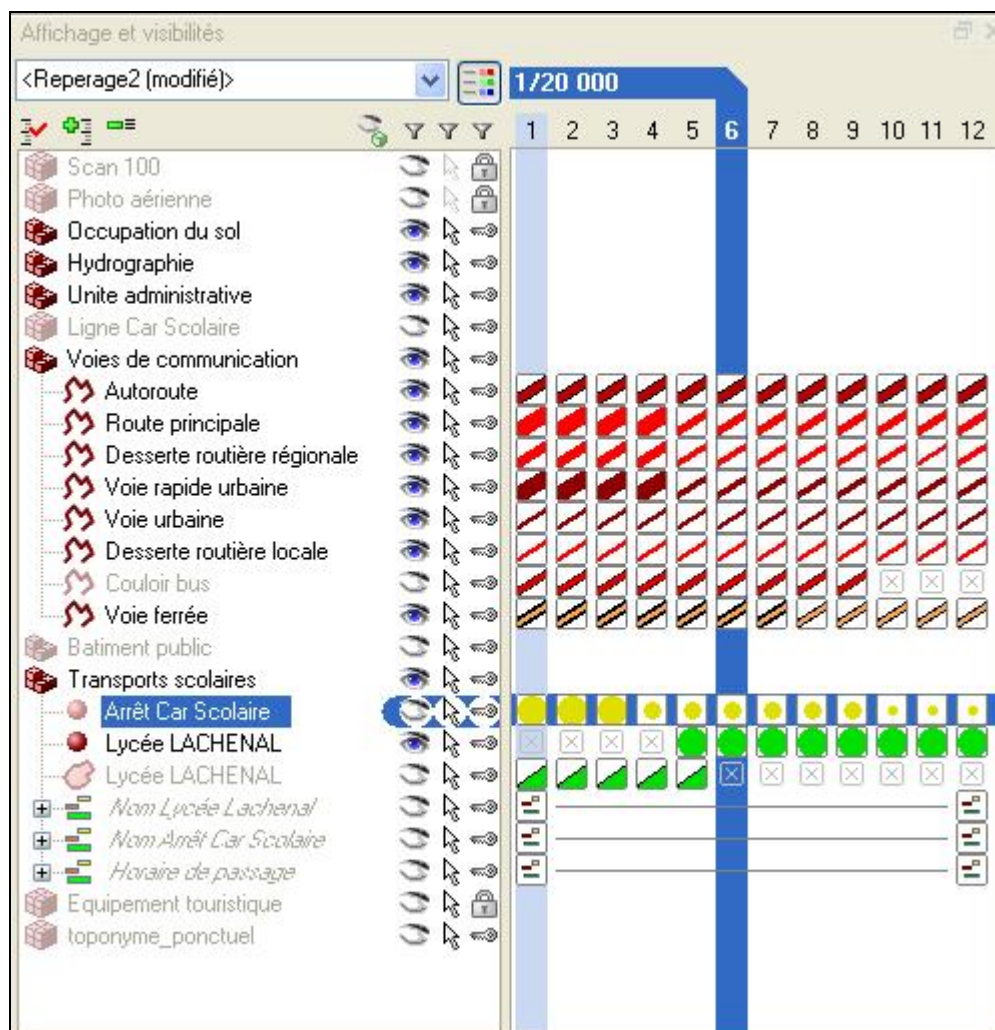 Affichage et visibilités
<Reperage2 (modifié)>
1/20 000
1 2 3 4 5 6 7 8 9 10 11 12
Scan 100
Photo aérienne
Occupation du sol
Hydrographie
Unite administrative
Ligne Car Scolaire
Voies de communication
Autoroute
Route principale
Desserte routière régionale
Voie rapide urbaine
Voie urbaine
Desserte routière locale
Couloir bus
Voie ferrée
Batiment public
Transports scolaires
Arrêt Car Scolaire
Lycée LACHENAL
Lycée LACHENAL
Nom Lycée Lachenal
Nom Arrêt Car Scolaire
Horaire de passage
Equipement touristique
toponyme_ponctuel